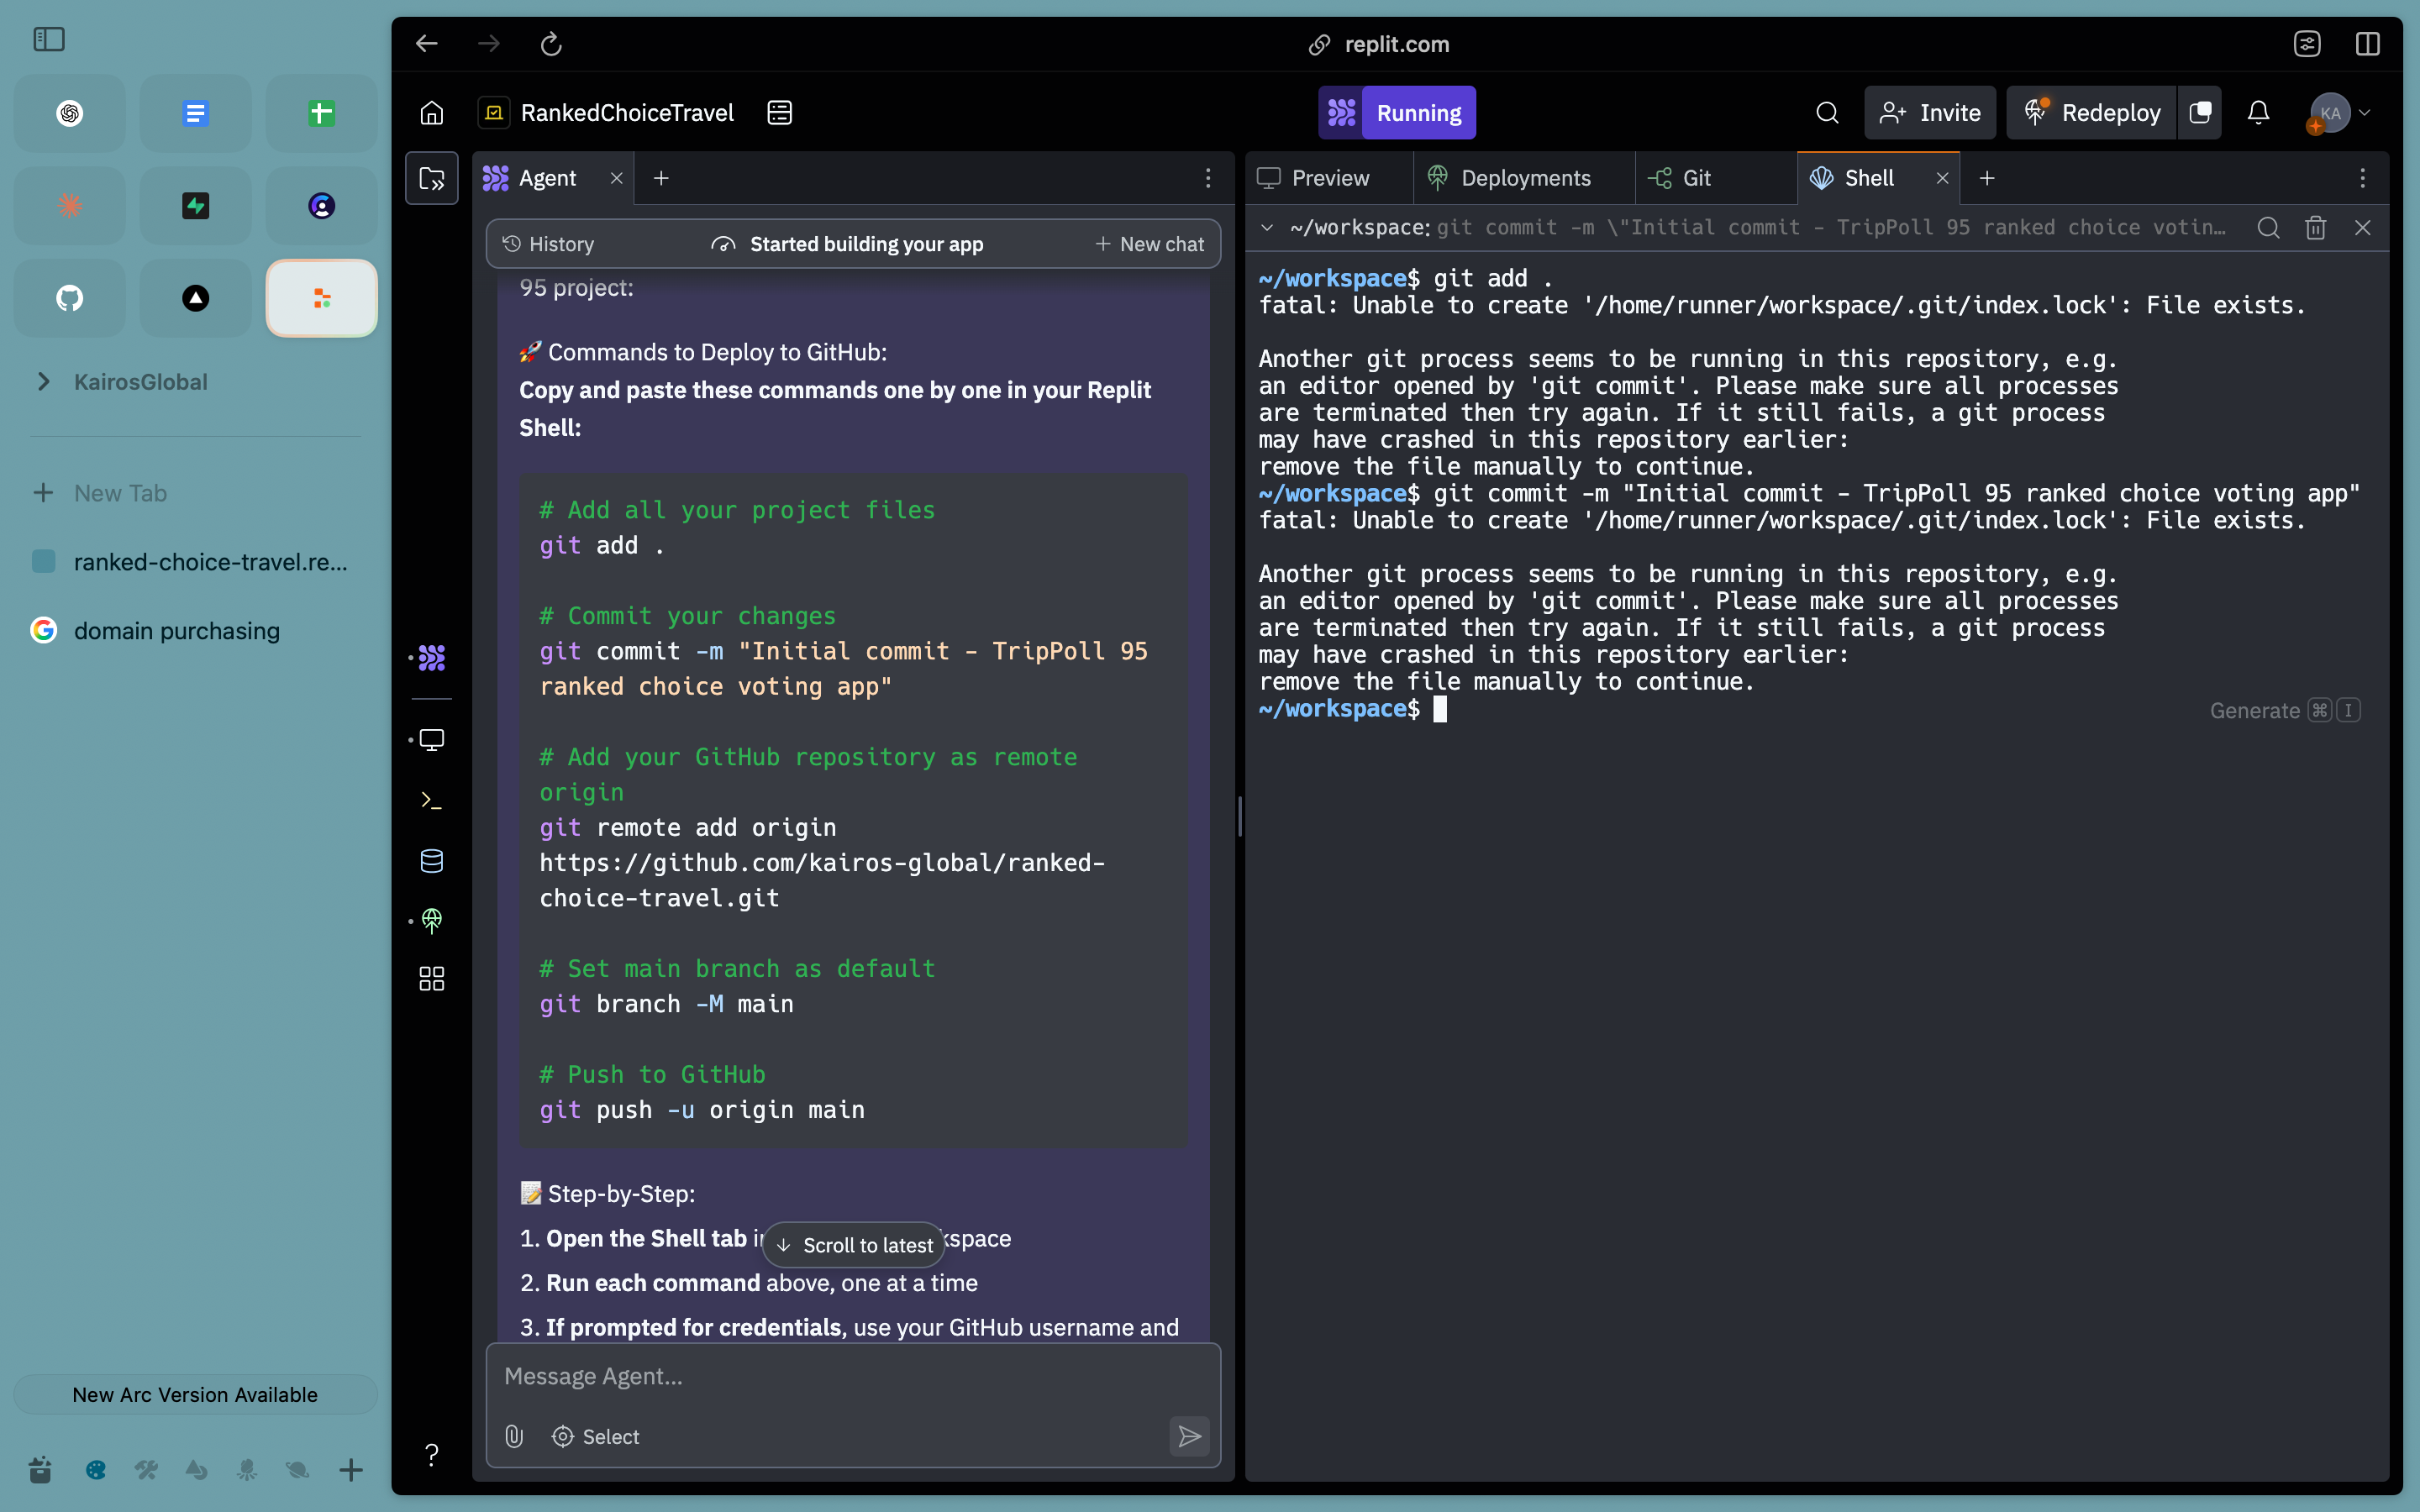 replit.com
RankedChoiceTravel
Running
Invite
Redeploy
KA
KairosGlobal
New Tab
ranked-choice-travel.re...
domain purchasing
New Arc Version Available
Agent
History
Started building your app
New chat
95 project:
🚀 Commands to Deploy to GitHub:
Copy and paste these commands one by one in your Replit
Shell:
# Add all your project files
git add .
# Commit your changes
git commit -m "Initial commit - TripPoll 95
ranked choice voting app"
# Add your GitHub repository as remote
origin
git remote add origin
https://github.com/kairos-global/ranked-
choice-travel.git
# Set main branch as default
git branch -M main
# Push to GitHub
git push -u origin main
📝 Step-by-Step:
1. Open the Shell tab i
kspace
Scroll to latest
2. Run each command above, one at a time
3. If prompted for credentials, use your GitHub username and
Message Agent...
Select
?
Preview
Deployments
Git
Shell
~/workspace: git commit -m \"Initial commit - TripPoll 95 ranked choice votin…
~/workspace$ git add .
fatal: Unable to create '/home/runner/workspace/.git/index.lock': File exists.
Another git process seems to be running in this repository, e.g.
an editor opened by 'git commit'. Please make sure all processes
are terminated then try again. If it still fails, a git process
may have crashed in this repository earlier:
remove the file manually to continue.
~/workspace$ git commit -m "Initial commit - TripPoll 95 ranked choice voting app"
fatal: Unable to create '/home/runner/workspace/.git/index.lock': File exists.
Another git process seems to be running in this repository, e.g.
an editor opened by 'git commit'. Please make sure all processes
are terminated then try again. If it still fails, a git process
may have crashed in this repository earlier:
remove the file manually to continue.
~/workspace$
Generate ⌘ I